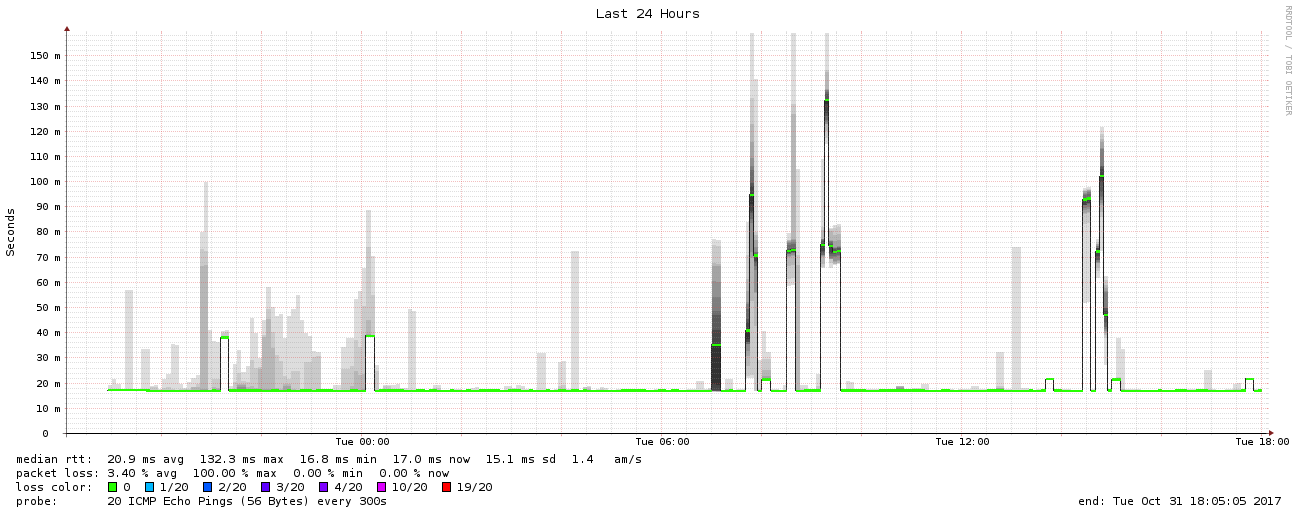 Last 24 Hours
RRDTOOL / TOBI OETIKER
Seconds
150 m
140 m
130 m
120 m
110 m
100 m
90 m
80 m
70 m
60 m
50 m
40 m
30 m
20 m
10 m
0
Tue 00:00 Tue 06:00 Tue 12:00 Tue 18:00
median rtt: 20.9 ms avg 132.3 ms max 16.8 ms min 17.0 ms now 15.1 ms sd 1.4 am/s
packet loss: 3.40 % avg 100.00 % max 0.00 % min 0.00 % now
loss color: 0 1/20 2/20 3/20 4/20 10/20 19/20
probe: 20 ICMP Echo Pings (56 Bytes) every 300s end: Tue Oct 31 18:05:05 2017